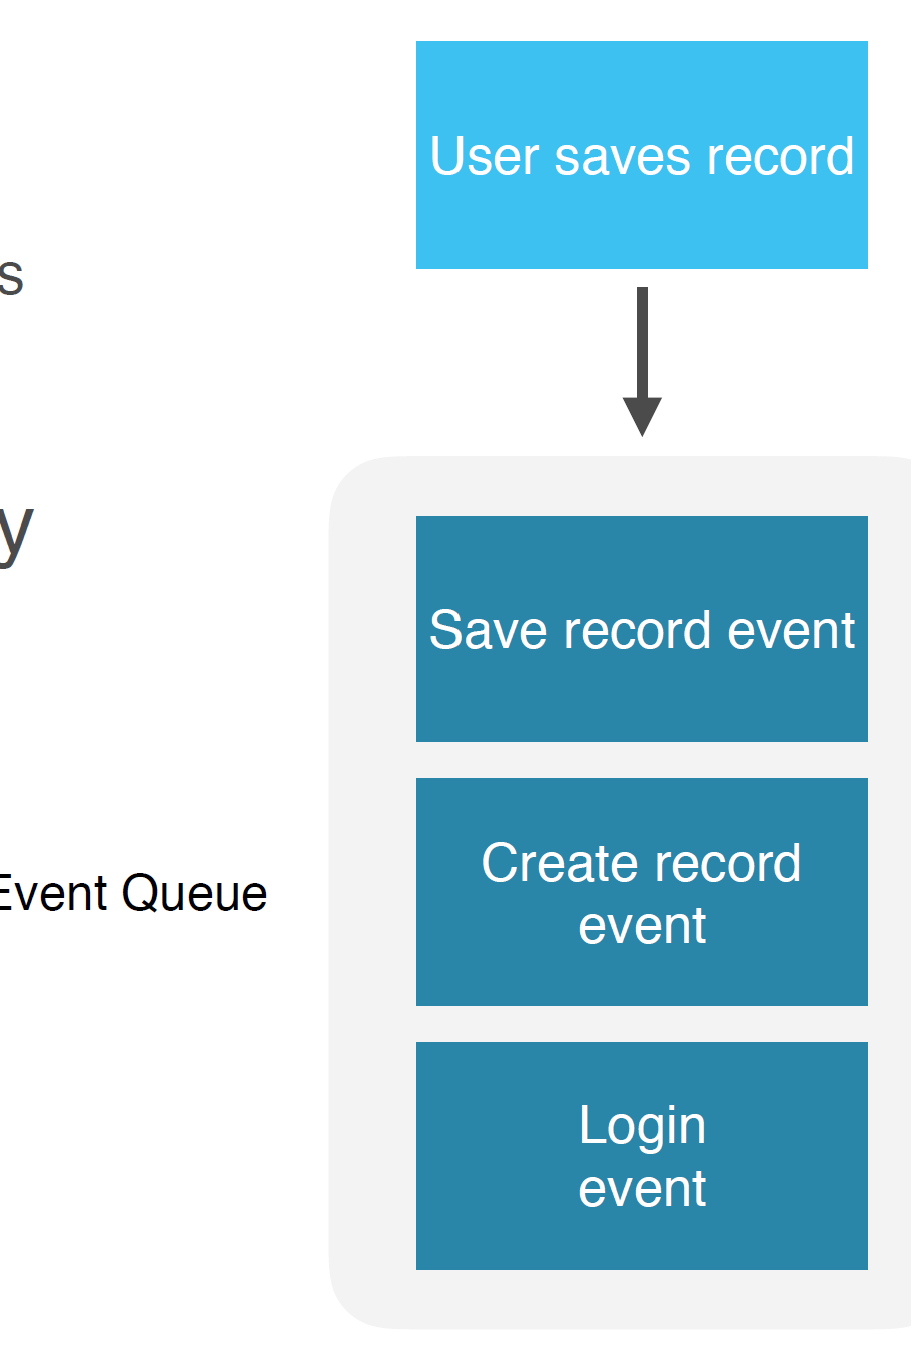 User saves record
s
y
Save record event
Create record
event
Event Queue
Login
event